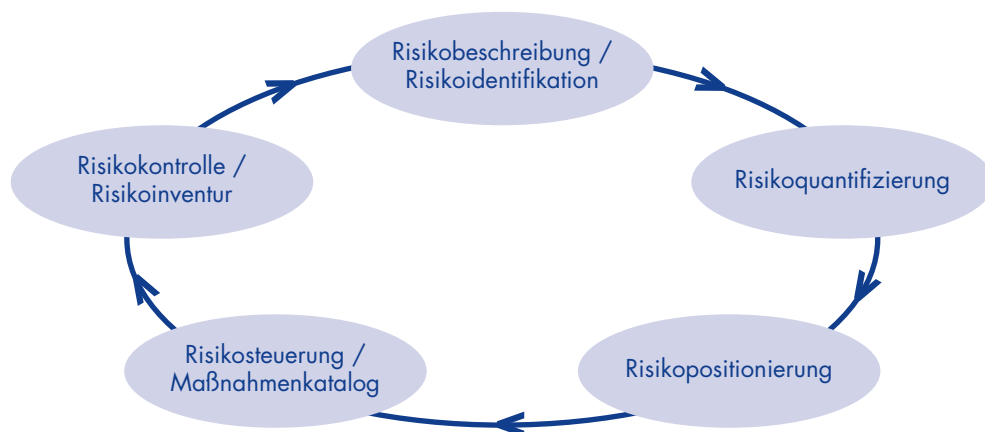 Risikobeschreibung /
Risikoidentifikation
Risikoquantifizierung
Risikopositionierung
Risikosteuerung /
Maßnahmenkatalog
Risikokontrolle /
Risikoinventur